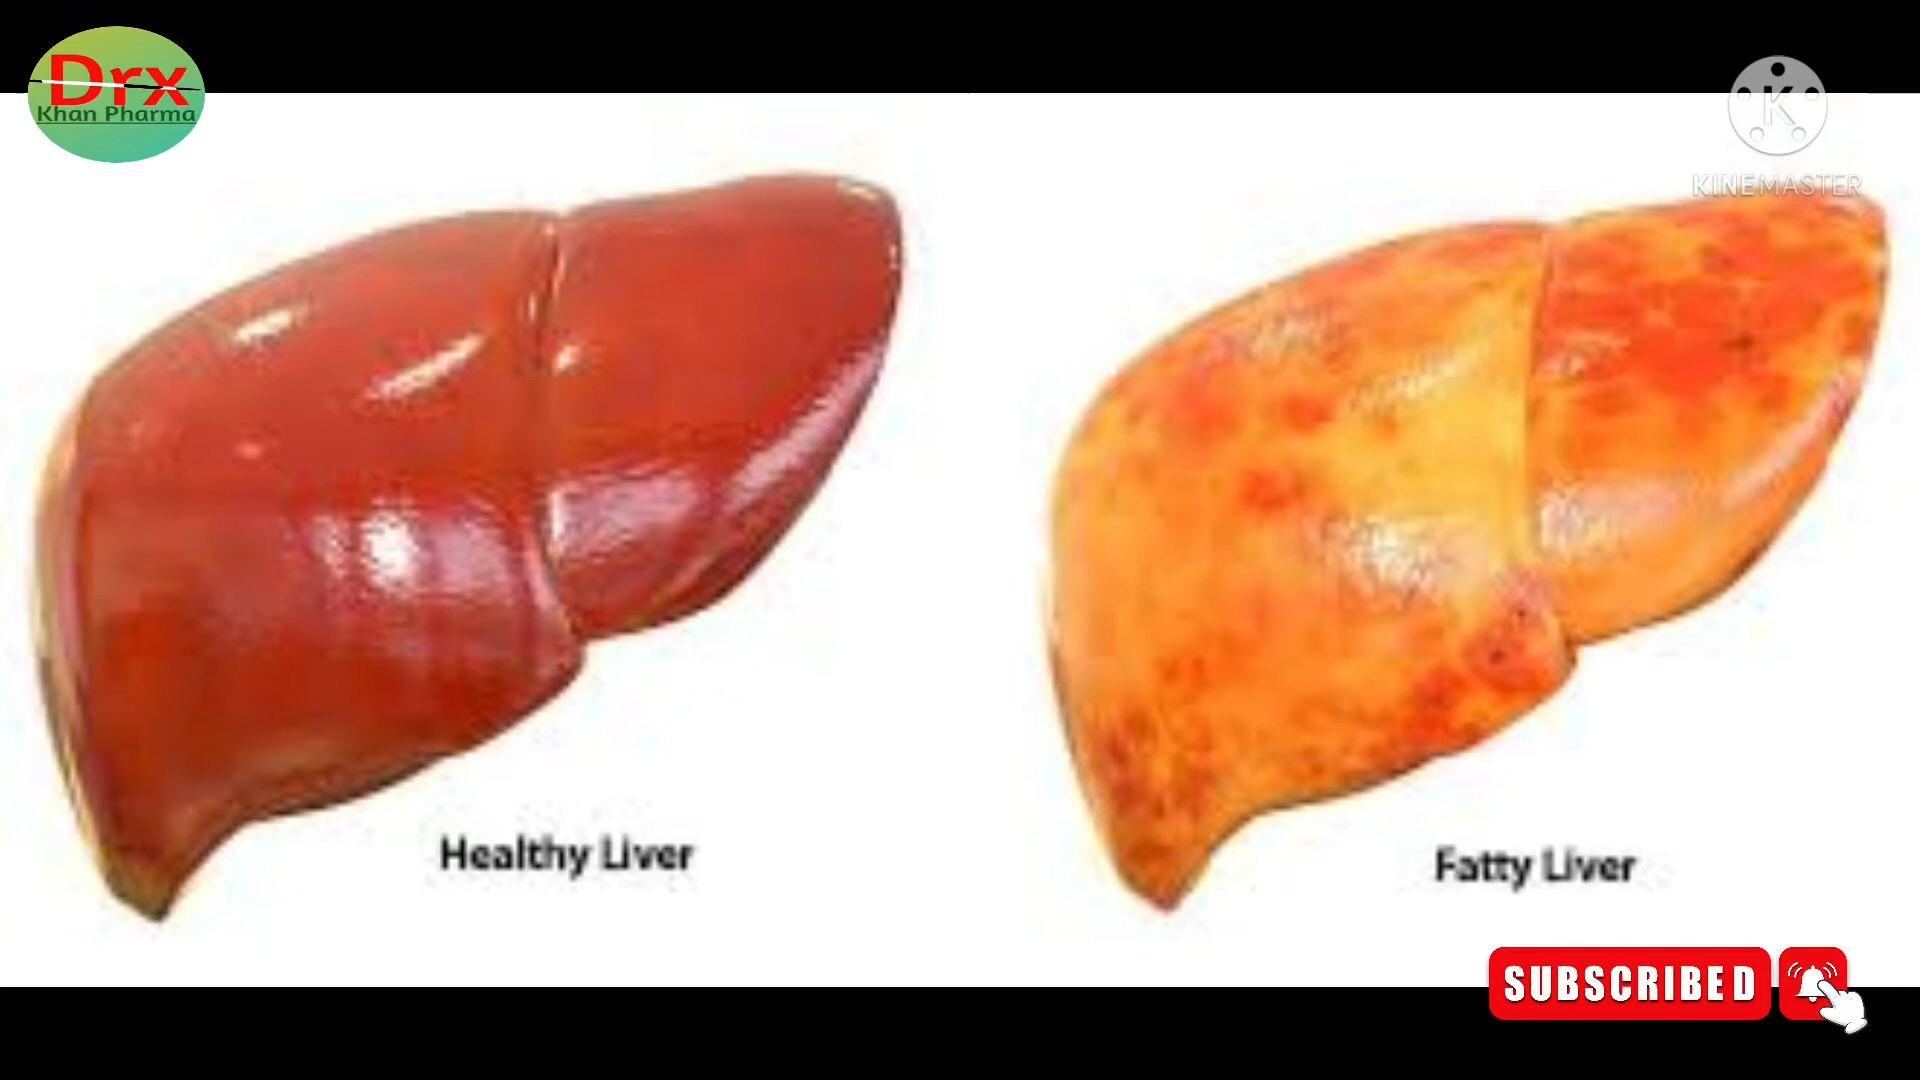 Drx
Khan Pharma
K
KINEMASTER
Healthy Liver
Fatty Liver
SUBSCRIBED